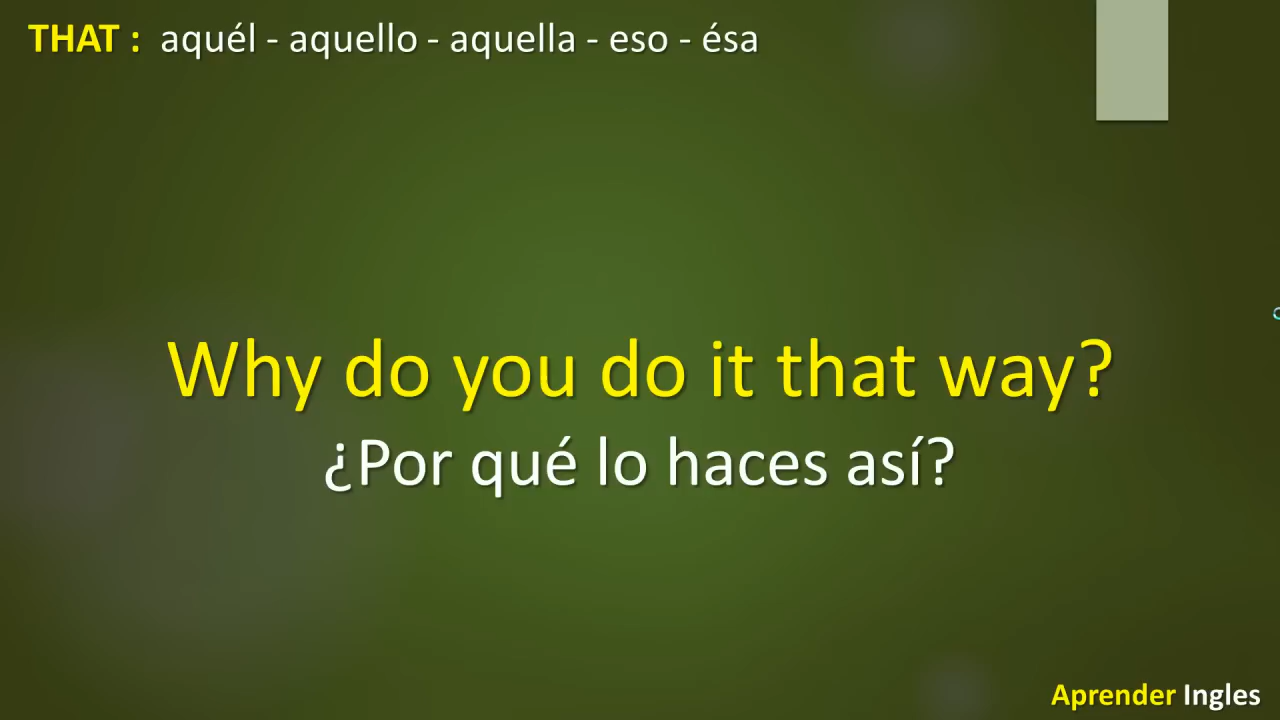 THAT : aquél - aquello - aquella - eso - ésa
Why do you do it that way?
¿Por qué lo haces así?
Aprender Ingles